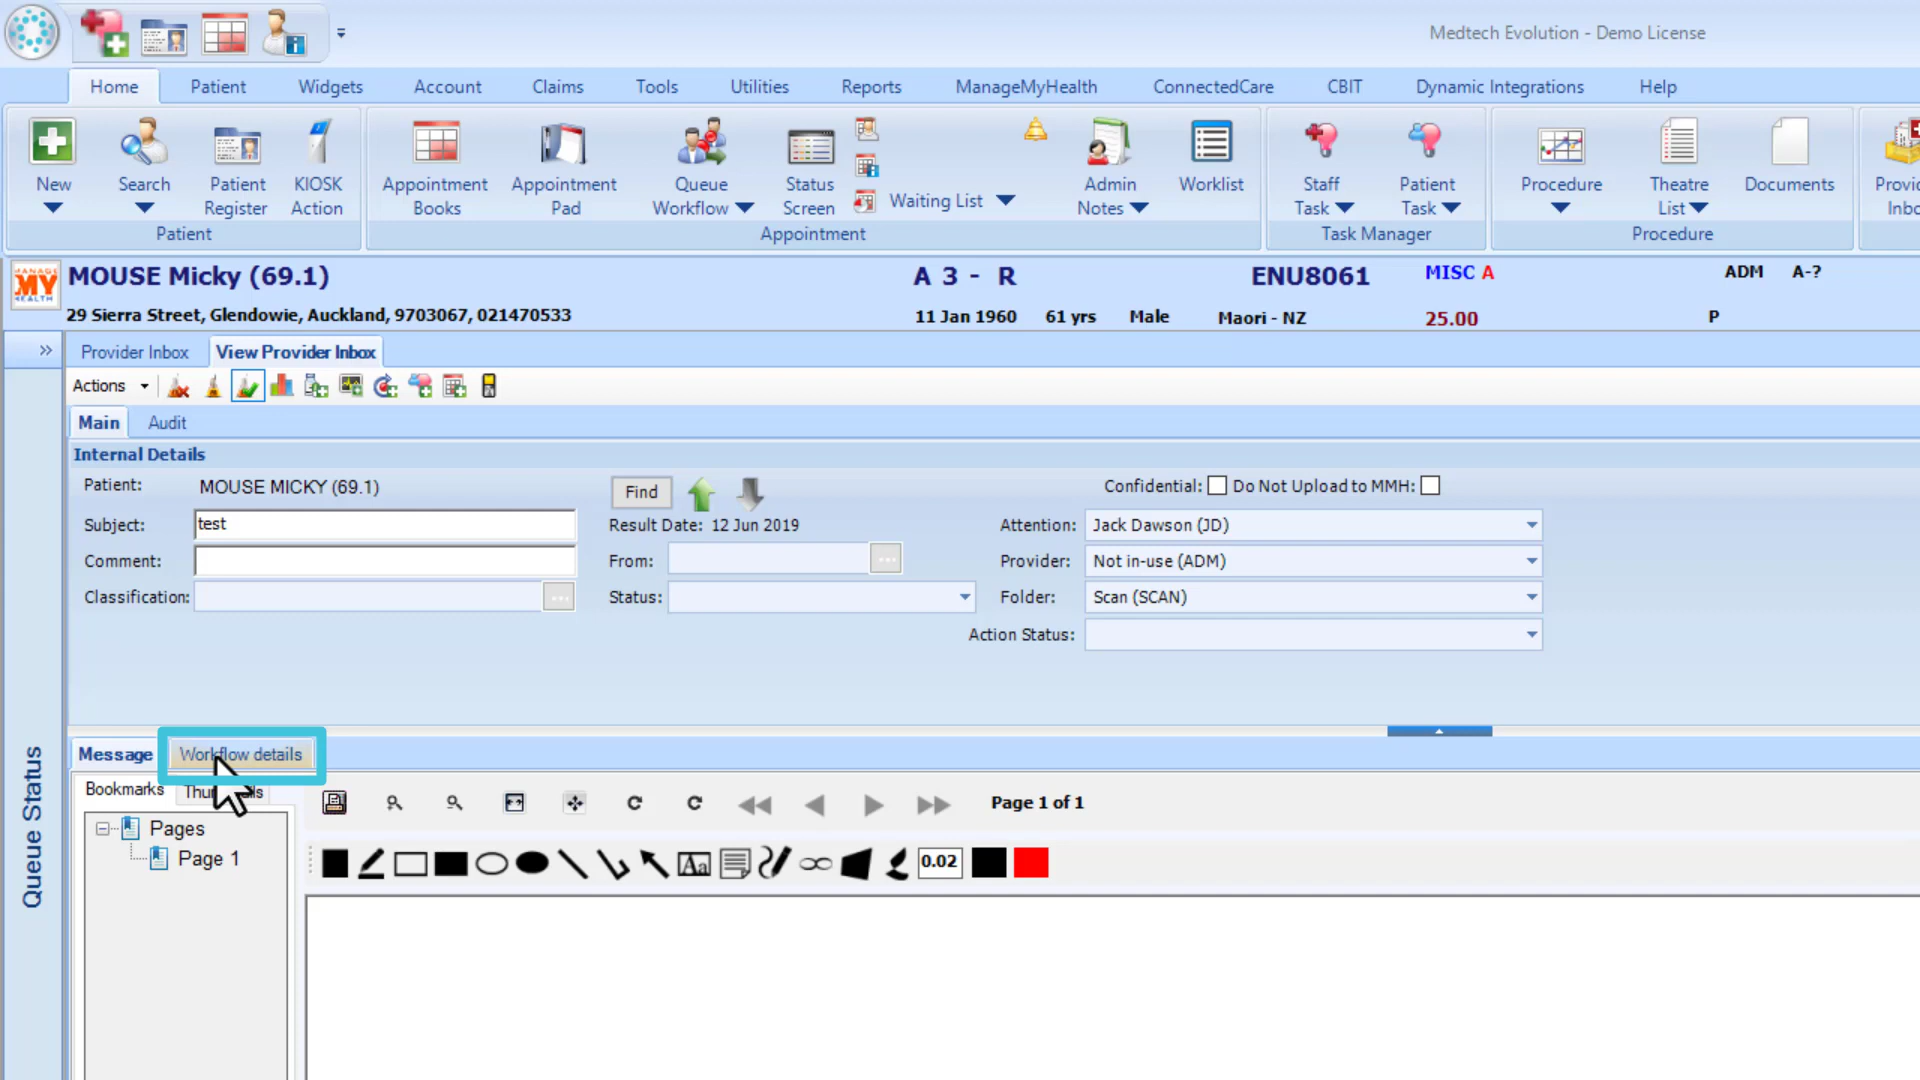 Medtech Evolution - Demo License
Home Patient Widgets Account Claims Tools Utilities Reports ManageMyHealth ConnectedCare CBIT Dynamic Integrations Help
New Search Patient Register KIOSK Action Appointment Books Appointment Pad Queue Workflow Status Screen Waiting List Admin Notes Worklist Staff Task Patient Task Procedure Theatre List Documents
Patient Appointment Task Manager Procedure
MANAGE MY HEALTH MOUSE Micky (69.1) A 3 - R ENU8061 MISC A ADM A-?
29 Sierra Street, Glendowie, Auckland, 9703067, 021470533 11 Jan 1960 61 yrs Male Maori - NZ 25.00 P
Provider Inbox View Provider Inbox
Actions
Main Audit
Internal Details
Patient: MOUSE MICKY (69.1) Find Confidential: Do Not Upload to MMH:
Subject: test Result Date: 12 Jun 2019 Attention: Jack Dawson (JD)
Comment: From: ... Provider: Not in-use (ADM)
Classification: ... Status: Folder: Scan (SCAN)
Action Status:
Queue Status
Message Workflow details
Bookmarks
Page 1 of 1
Pages
Page 1
Aa 0.02